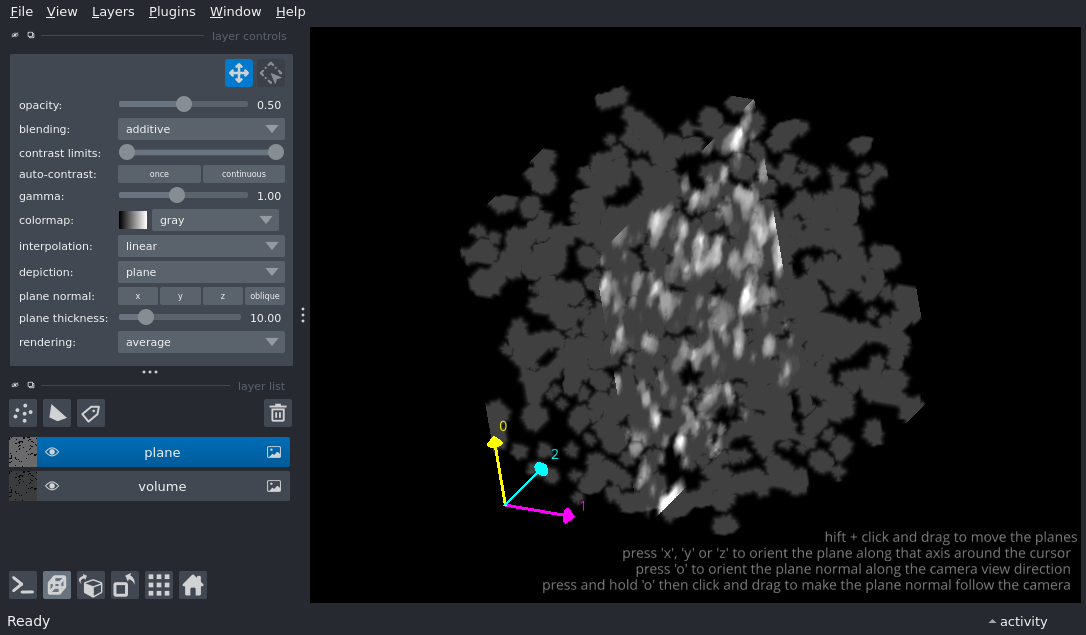 File View Layers Plugins Window Help
layer controls
opacity: 0.50
blending: additive
contrast limits:
auto-contrast: once continuous
gamma: 1.00
colormap: gray
interpolation: linear
depiction: plane
plane normal: x y z oblique
plane thickness: 10.00
rendering: average
layer list
plane
volume
0
2
1
hift + click and drag to move the planes
press 'x', 'y' or 'z' to orient the plane along that axis around the cursor
press 'o' to orient the plane normal along the camera view direction
press and hold 'o' then click and drag to make the plane normal follow the camera
Ready activity